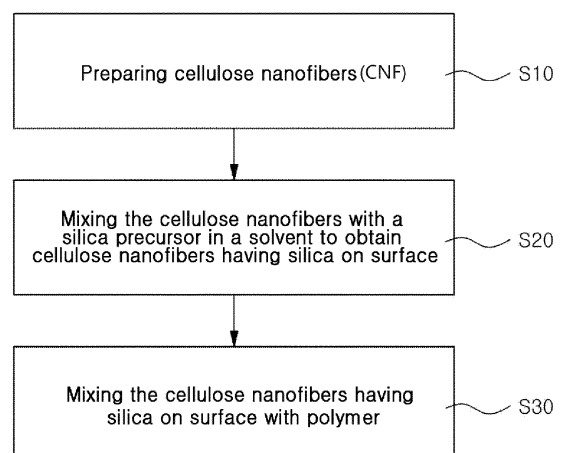 Preparing cellulose nanofibers(CNF)
S10
Mixing the cellulose nanofibers with a
silica precursor in a solvent to obtain
cellulose nanofibers having silica on surface
S20
Mixing the cellulose nanofibers having
silica on surface with polymer
S30